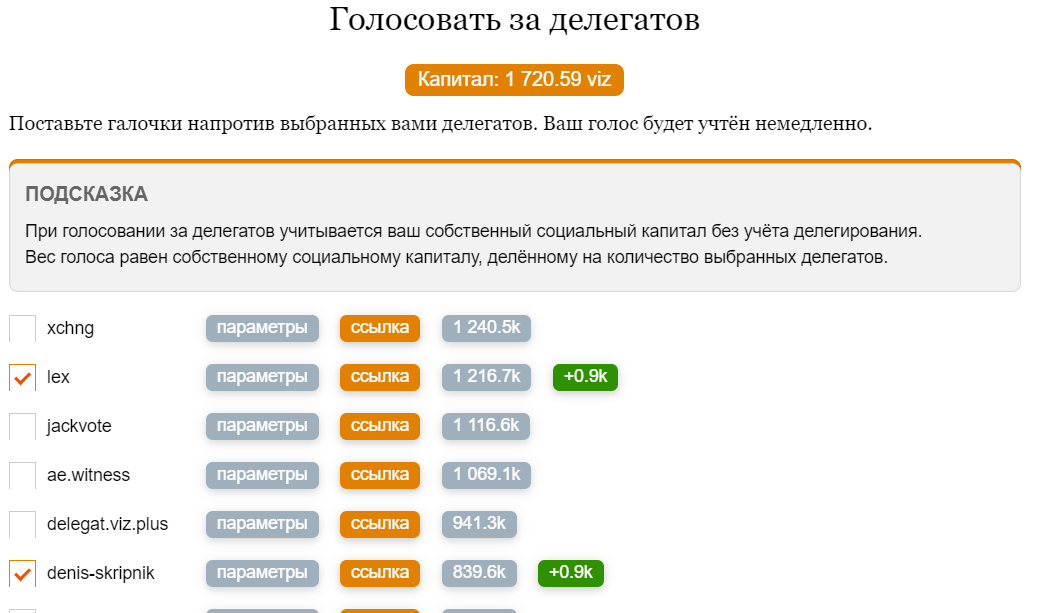 Голосовать за делегатов
Капитал: 1 720.59 viz
Поставьте галочки напротив выбранных вами делегатов. Ваш голос будет учтён немедленно.
ПОДСКАЗКА
При голосовании за делегатов учитывается ваш собственный социальный капитал без учёта делегирования.
Вес голоса равен собственному социальному капиталу, делённому на количество выбранных делегатов.
xchng параметры ссылка 1 240.5k
lex параметры ссылка 1 216.7k +0.9k
jackvote параметры ссылка 1 116.6k
ae.witness параметры ссылка 1 069.1k
delegat.viz.plus параметры ссылка 941.3k
denis-skripnik параметры ссылка 839.6k +0.9k